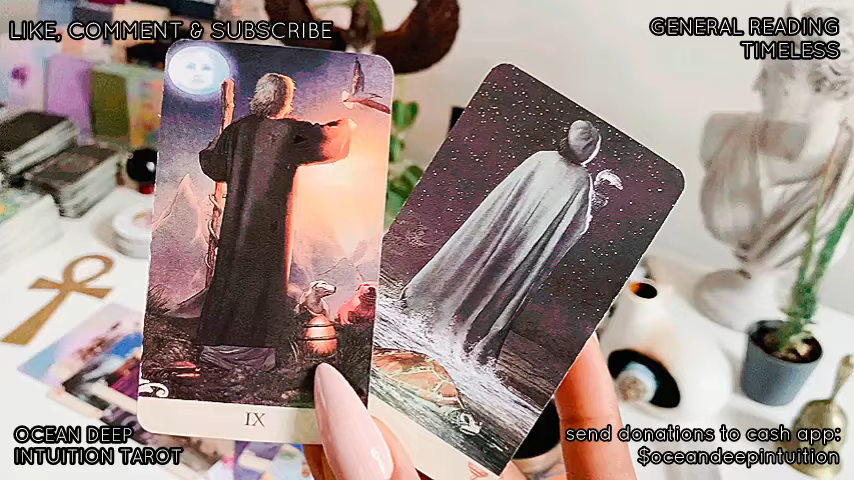 LIKE, COMMENT & SUBSCRIBE
GENERAL READING
TIMELESS
IX
OCEAN DEEP
INTUITION TAROT
send donations to cash app:
$oceandeepintuition